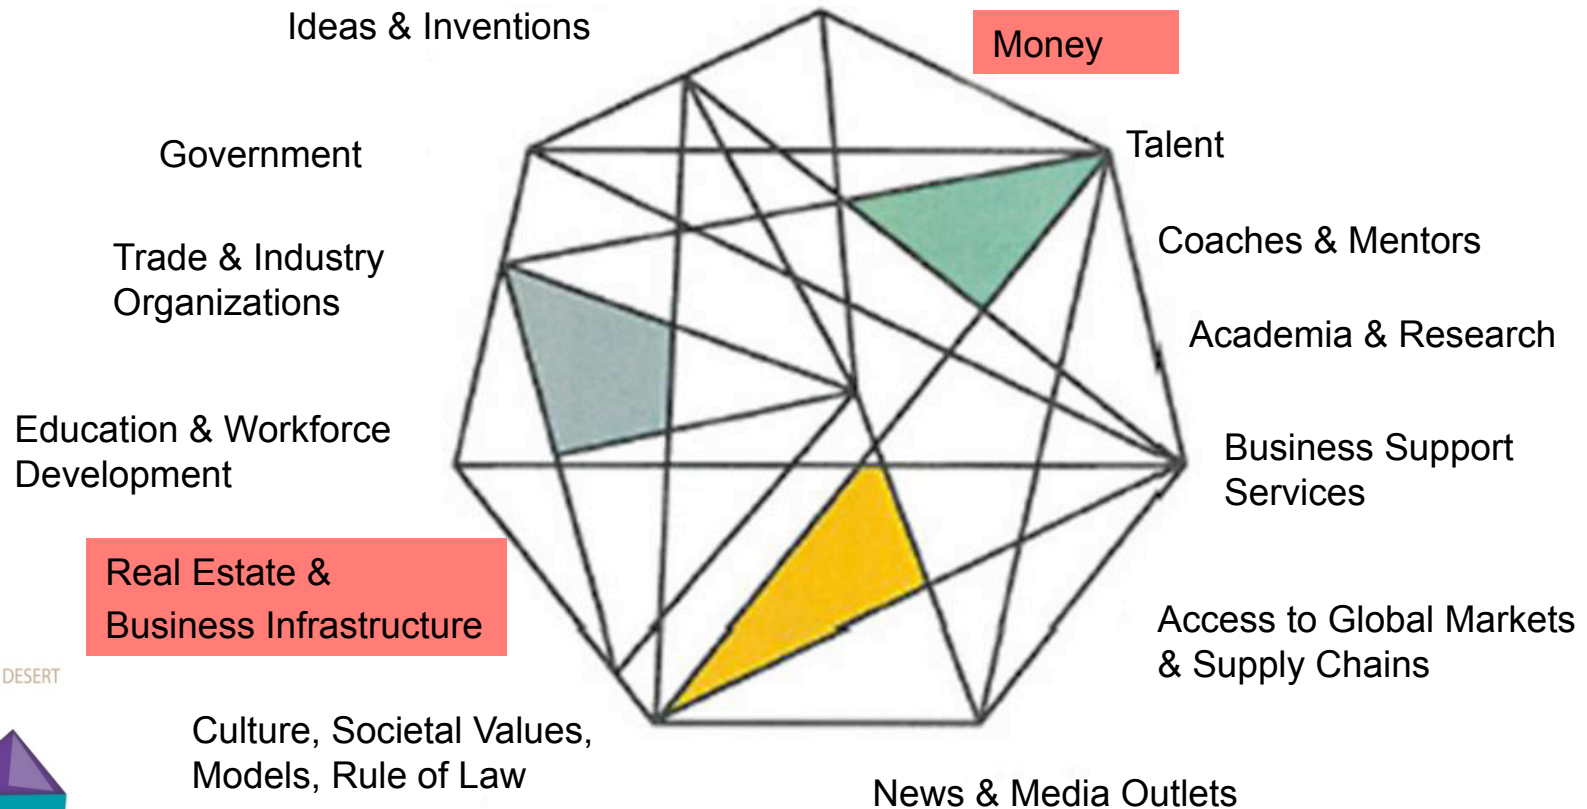 Ideas & Inventions
Money
Government
Talent
Trade & Industry
Organizations
Coaches & Mentors
Academia & Research
Education & Workforce
Development
Business Support
Services
Real Estate &
Business Infrastructure
Access to Global Markets
& Supply Chains
DESERT
Culture, Societal Values,
Models, Rule of Law
News & Media Outlets